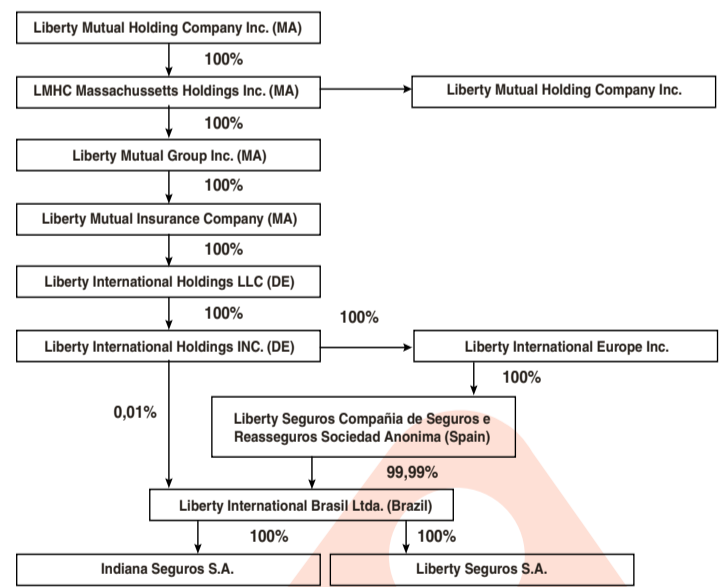 Liberty Mutual Holding Company Inc. (MA)
100%
LMHC Massachussetts Holdings Inc. (MA)
Liberty Mutual Holding Company Inc.
100%
Liberty Mutual Group Inc. (MA)
100%
Liberty Mutual Insurance Company (MA)
100%
Liberty International Holdings LLC (DE)
100%
100%
Liberty International Holdings INC. (DE)
Liberty International Europe Inc.
100%
0,01%
Liberty Seguros Compañia de Seguros e
Reasseguros Sociedad Anonima (Spain)
99,99%
Liberty International Brasil Ltda. (Brazil)
100%
100%
Indiana Seguros S.A.
Liberty Seguros S.A.